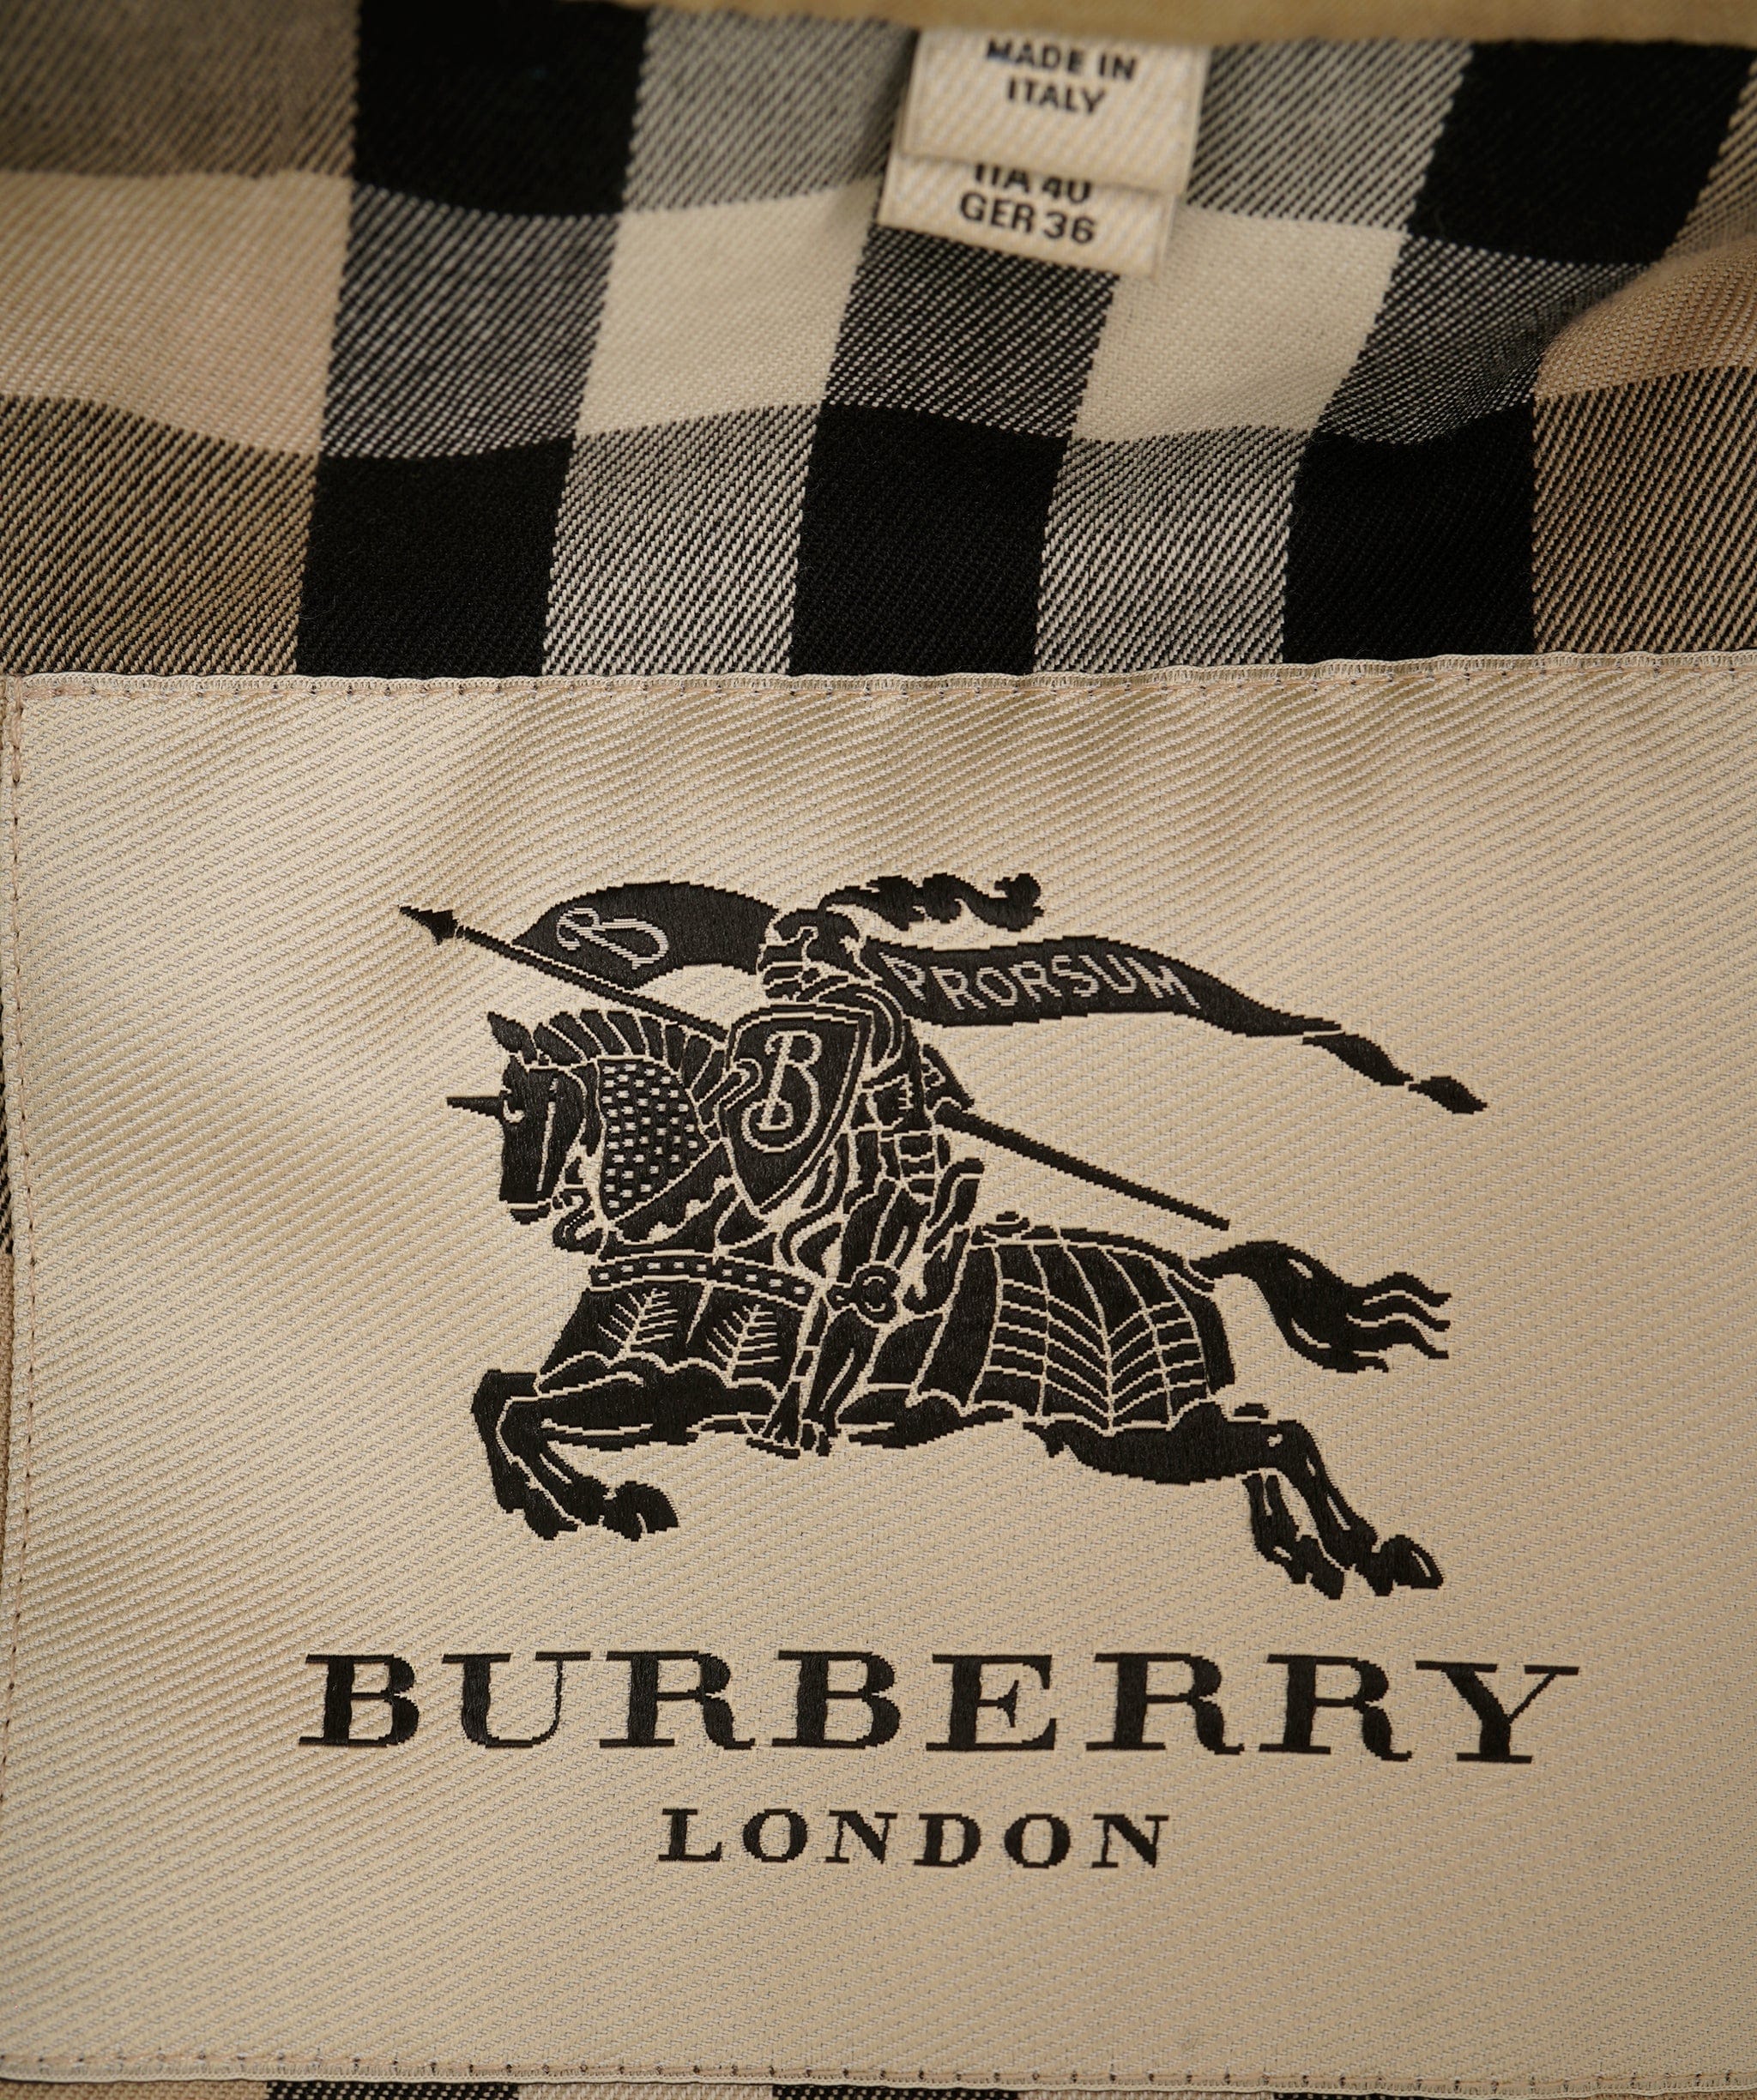 MADE IN
ITALY
ITA 40
GER 36
B PRORSUM
B
BURBERRY
LONDON